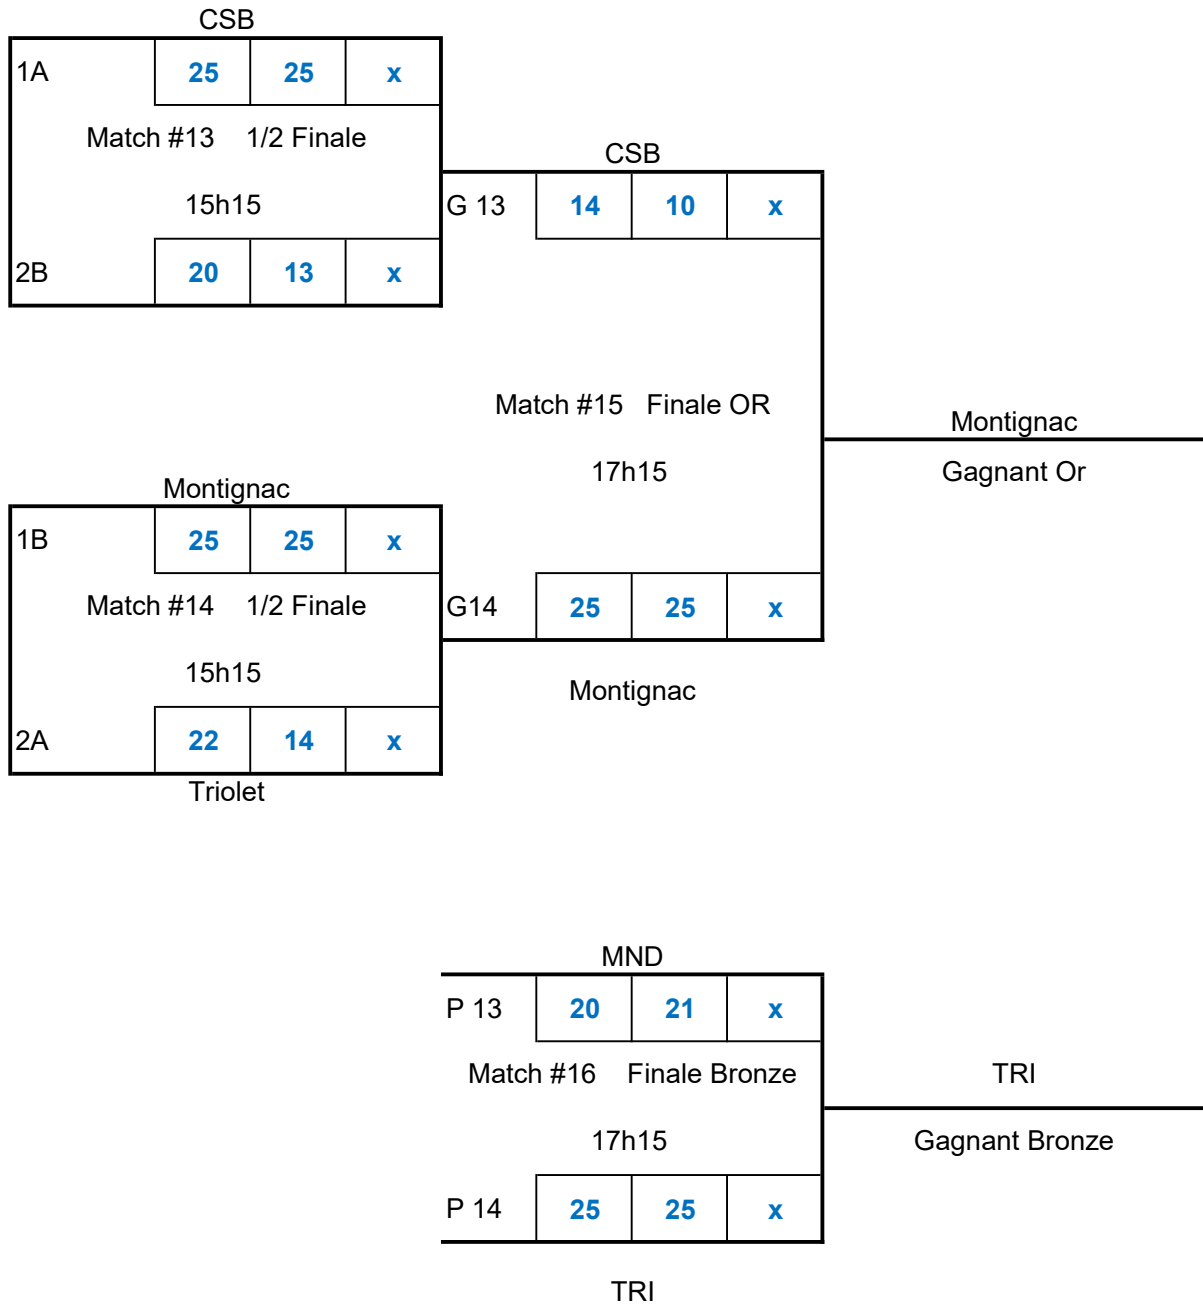 CSB
1A 25 25 x
Match #13 1/2 Finale
15h15
2B 20 13 x
CSB
G 13 14 10 x
Match #15 Finale OR
17h15
Montignac
Gagnant Or
Montignac
1B 25 25 x
Match #14 1/2 Finale
15h15
2A 22 14 x
Triolet
G14 25 25 x
Montignac
MND
P 13 20 21 x
Match #16 Finale Bronze
17h15
P 14 25 25 x
TRI
TRI
Gagnant Bronze